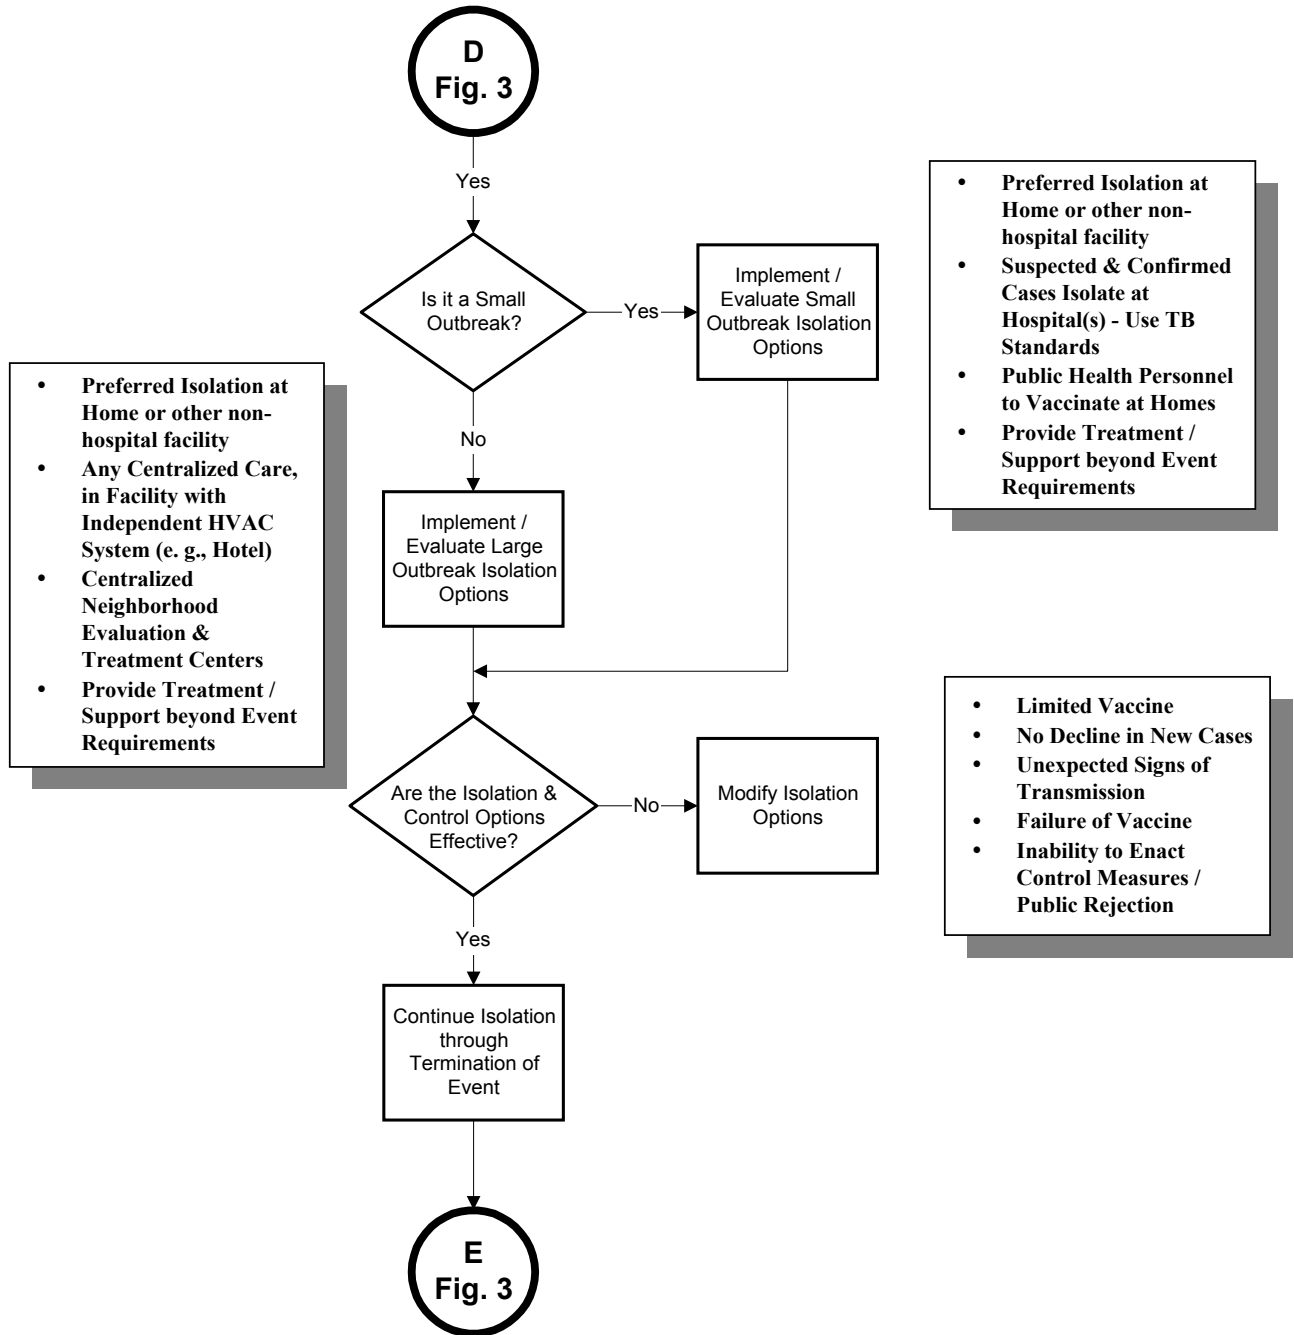 D
Fig. 3
Yes
Is it a Small
Outbreak?
Yes
Implement /
Evaluate Small
Outbreak Isolation
Options
• Preferred Isolation at
Home or other non-
hospital facility
• Suspected & Confirmed
Cases Isolate at
Hospital(s) - Use TB
Standards
• Public Health Personnel
to Vaccinate at Homes
• Provide Treatment /
Support beyond Event
Requirements
No
• Preferred Isolation at
Home or other non-
hospital facility
• Any Centralized Care,
in Facility with
Independent HVAC
System (e. g., Hotel)
• Centralized
Neighborhood
Evaluation &
Treatment Centers
• Provide Treatment /
Support beyond Event
Requirements
Implement /
Evaluate Large
Outbreak Isolation
Options
Are the Isolation &
Control Options
Effective?
No
Modify Isolation
Options
• Limited Vaccine
• No Decline in New Cases
• Unexpected Signs of
Transmission
• Failure of Vaccine
• Inability to Enact
Control Measures /
Public Rejection
Yes
Continue Isolation
through
Termination of
Event
E
Fig. 3